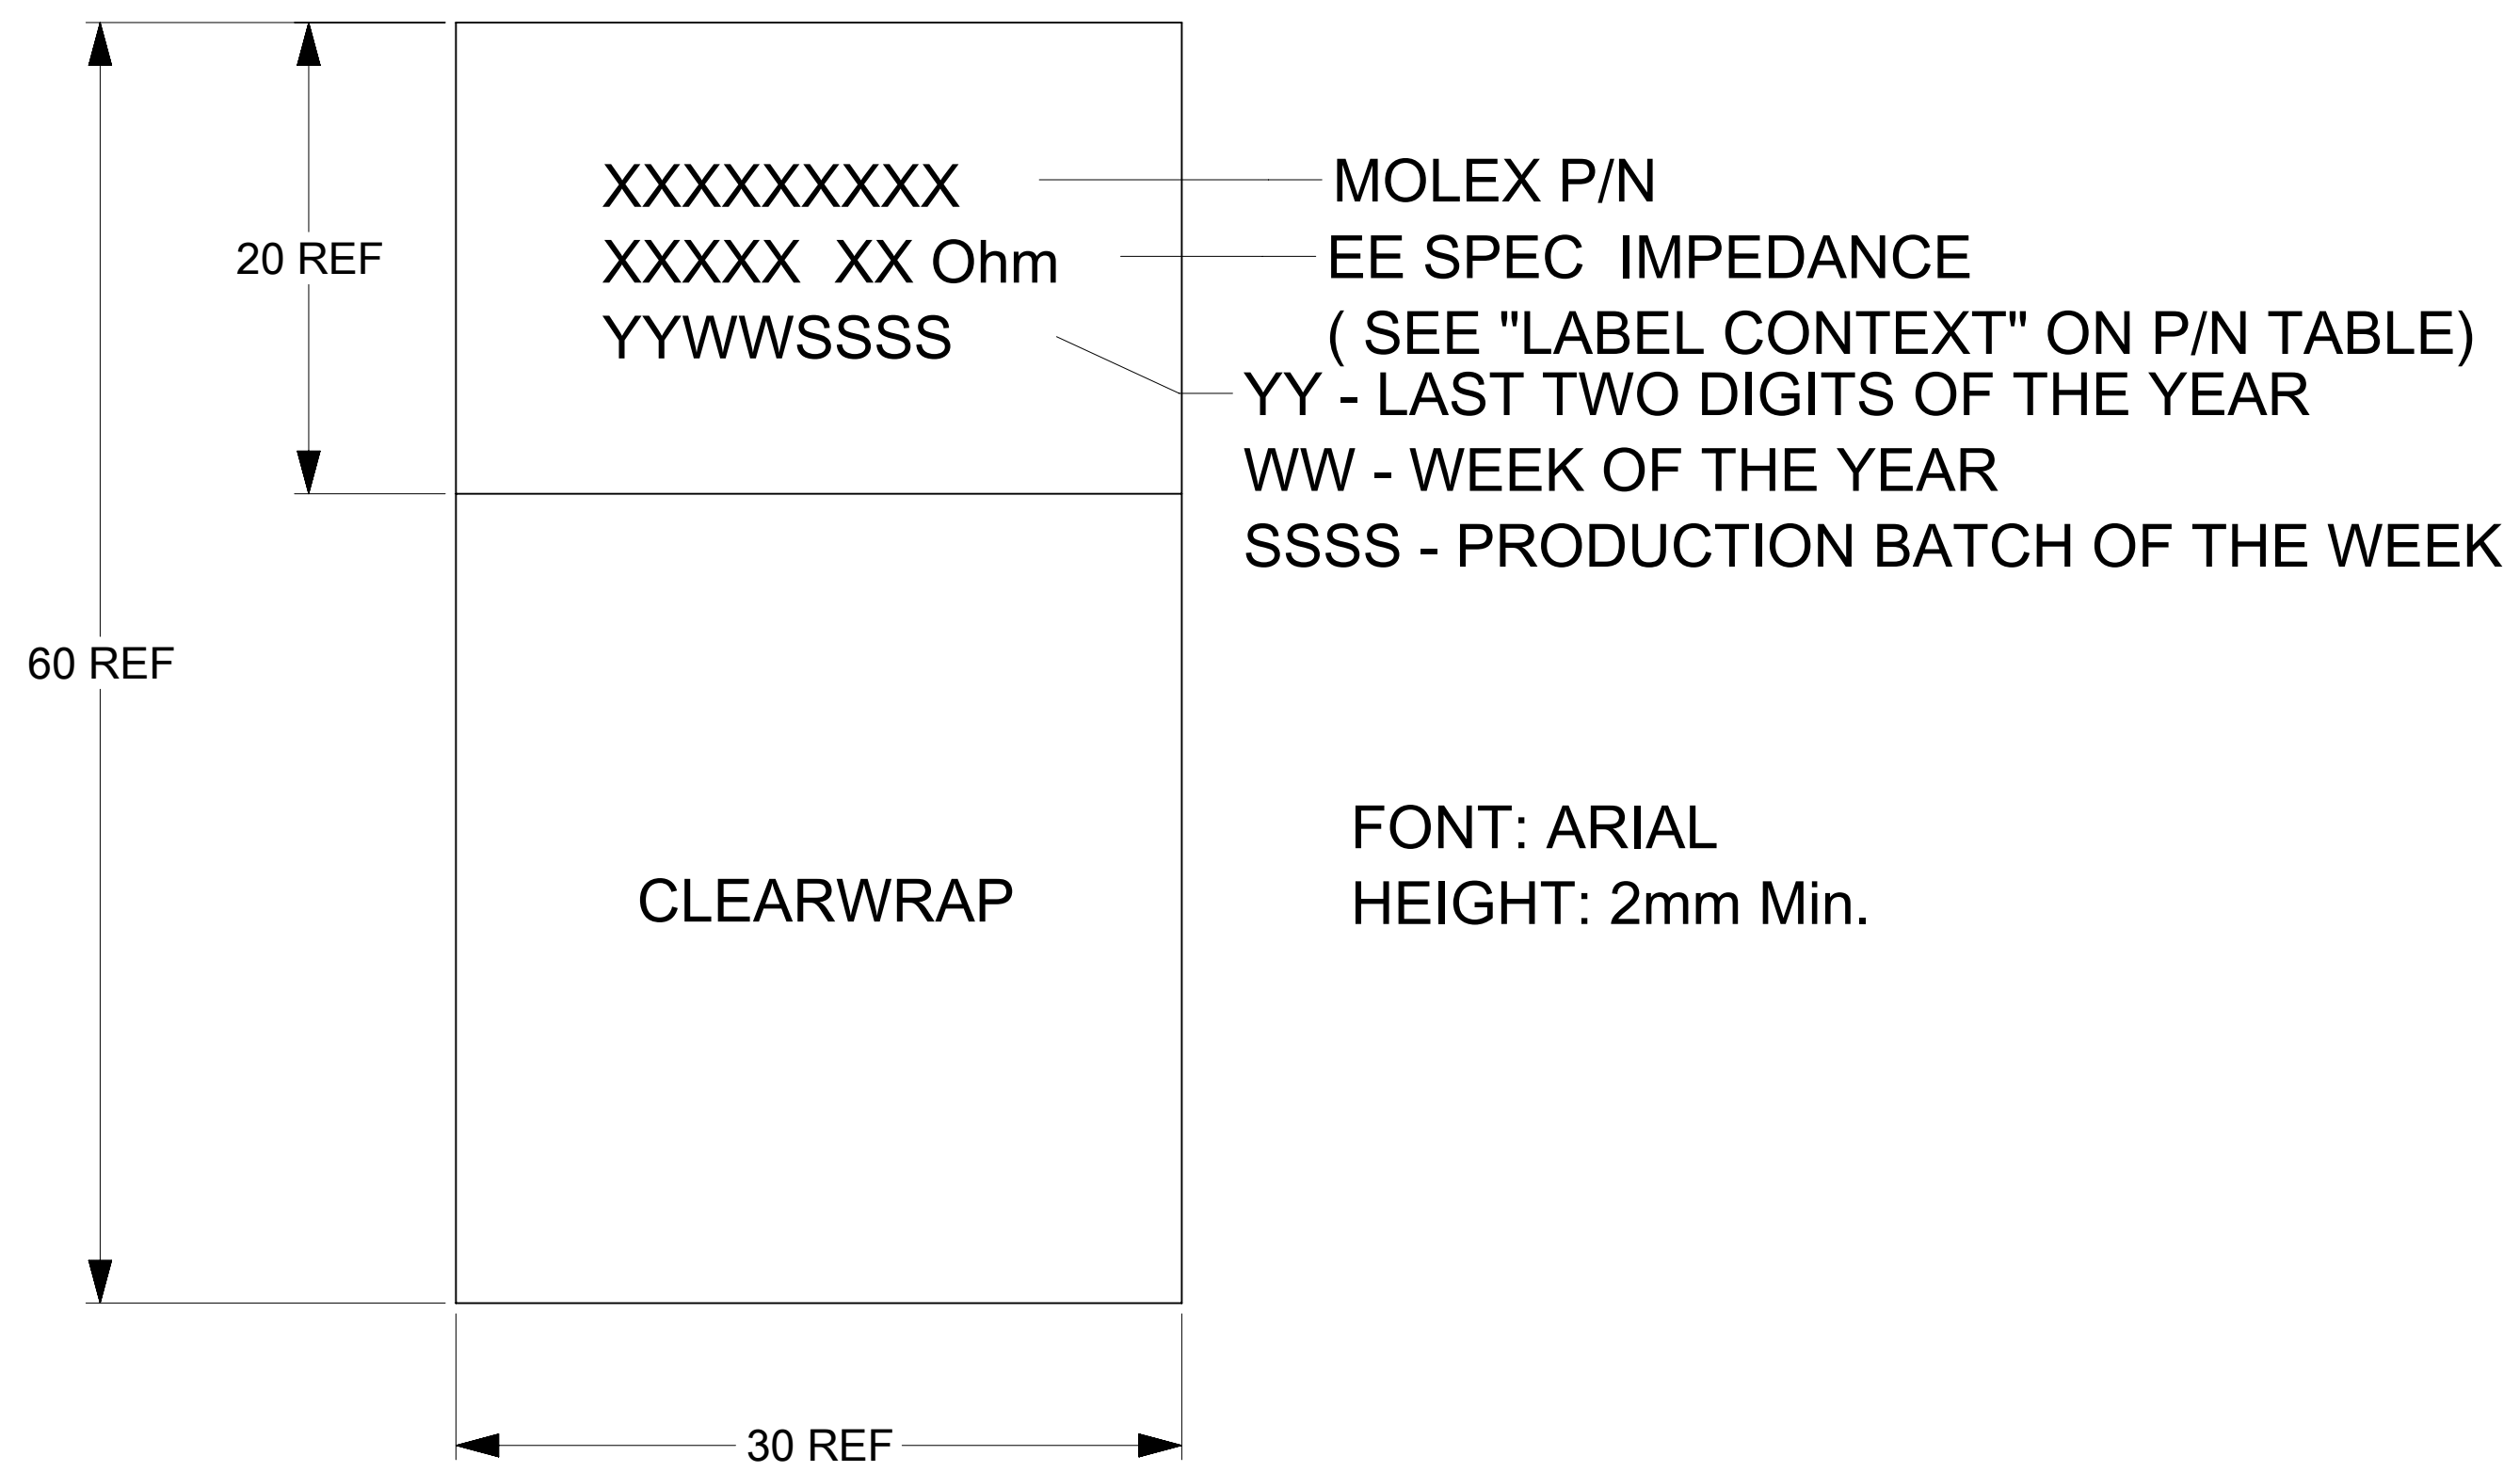 XXXXXXXXX
MOLEX P/N
20 REF
XXXXX XX Ohm
EE SPEC IMPEDANCE
( SEE "LABEL CONTEXT" ON P/N TABLE)
YYWWSSSS
YY - LAST TWO DIGITS OF THE YEAR
WW - WEEK OF THE YEAR
SSSS - PRODUCTION BATCH OF THE WEEK
60 REF
CLEARWRAP
FONT: ARIAL
HEIGHT: 2mm Min.
30 REF